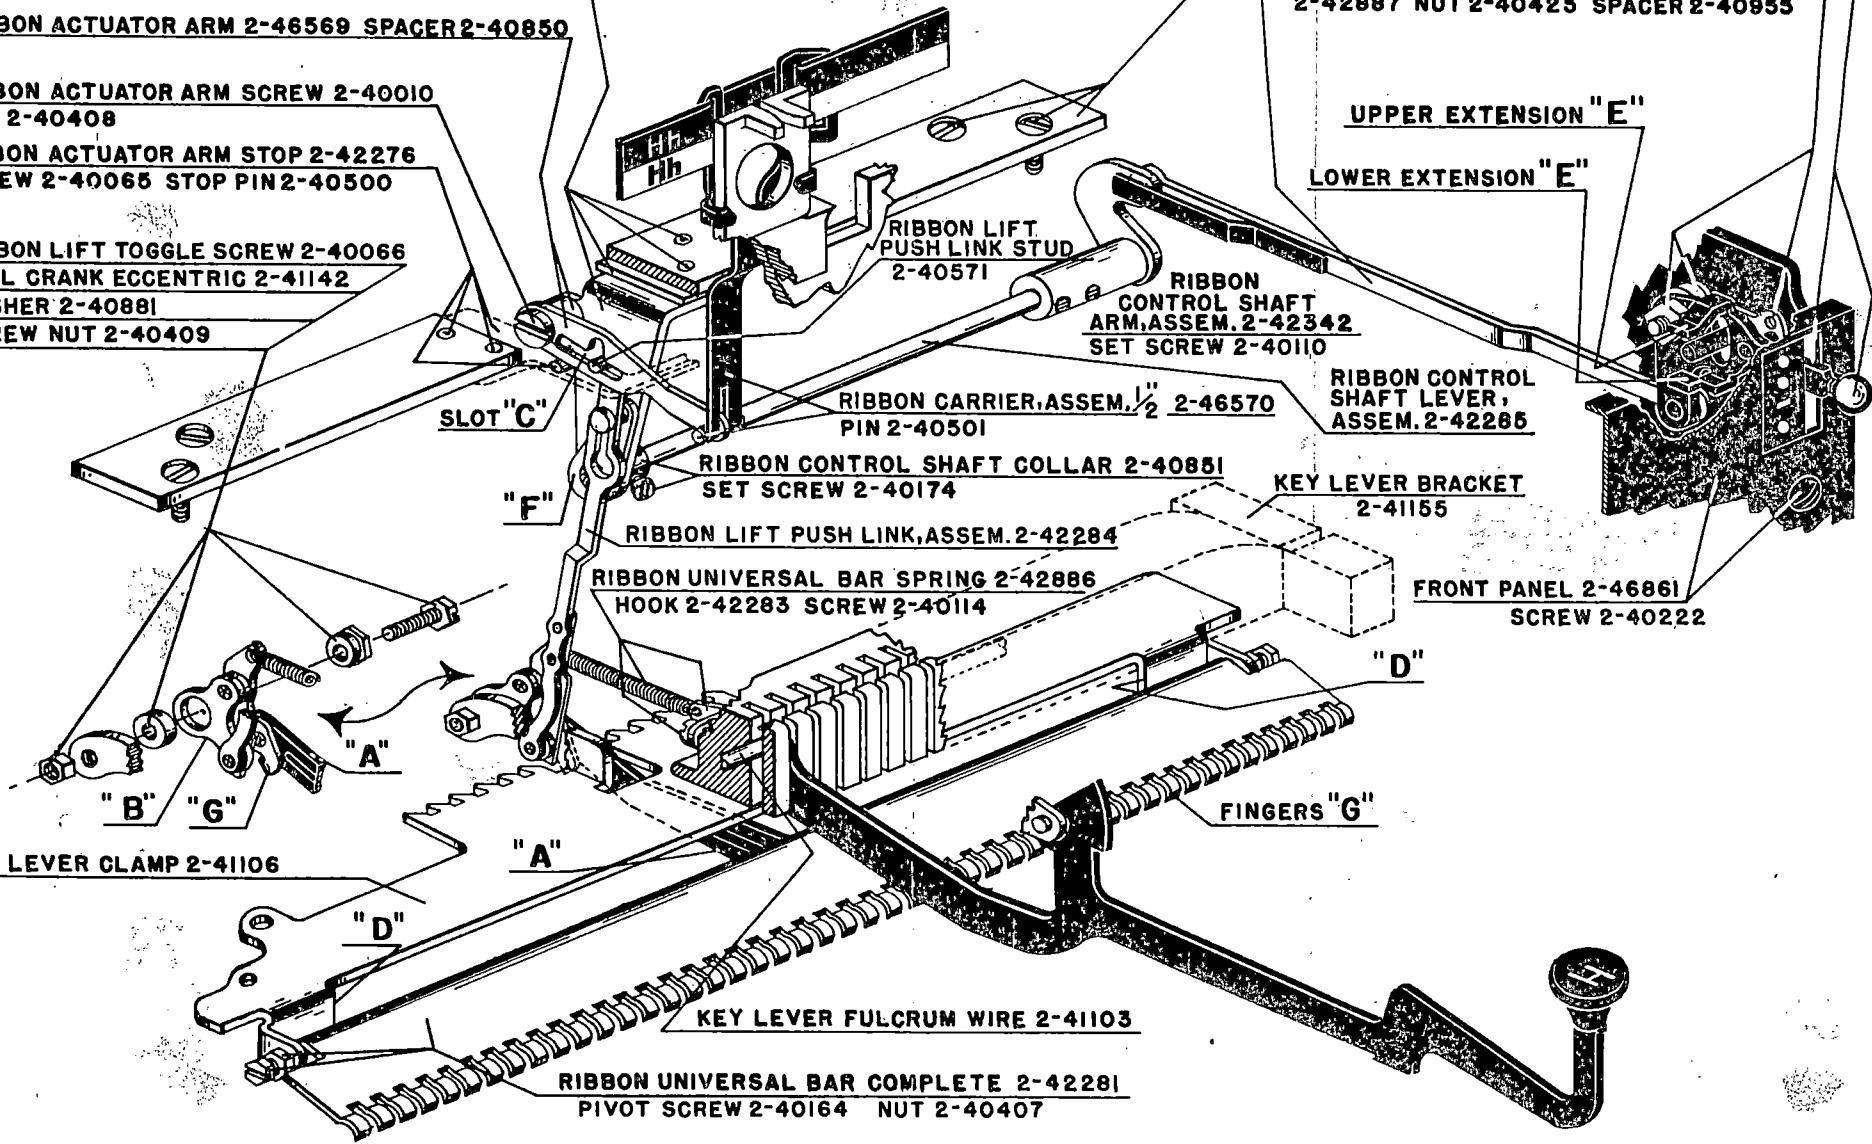 2-42887 NUT 2-40425 SPACER 2-40955
BON ACTUATOR ARM 2-46569 SPACER 2-40850
BON ACTUATOR ARM SCREW 2-40010
2-40408
BON ACTUATOR ARM STOP 2-42276
EW 2-40065 STOP PIN 2-40500
BON LIFT TOGGLE SCREW 2-40066
L CRANK ECCENTRIC 2-41142
SHER 2-40881
EW NUT 2-40409
Hh
Hh
UPPER EXTENSION "E"
LOWER EXTENSION "E"
RIBBON LIFT
PUSH LINK STUD
2-40571
RIBBON
CONTROL SHAFT
ARM, ASSEM. 2-42342
SET SCREW 2-40110
RIBBON CONTROL
SHAFT LEVER,
ASSEM. 2-42285
SLOT "C"
RIBBON CARRIER, ASSEM. 1/2" 2-46570
PIN 2-40501
RIBBON CONTROL SHAFT COLLAR 2-40851
SET SCREW 2-40174
"F"
KEY LEVER BRACKET
2-41155
RIBBON LIFT PUSH LINK, ASSEM. 2-42284
RIBBON UNIVERSAL BAR SPRING 2-42886
HOOK 2-42283 SCREW 2-40114
FRONT PANEL 2-46861
SCREW 2-40222
"D"
"A"
"B"
"G"
FINGERS "G"
"A"
LEVER CLAMP 2-41106
"D"
H
KEY LEVER FULCRUM WIRE 2-41103
RIBBON UNIVERSAL BAR COMPLETE 2-42281
PIVOT SCREW 2-40164 NUT 2-40407